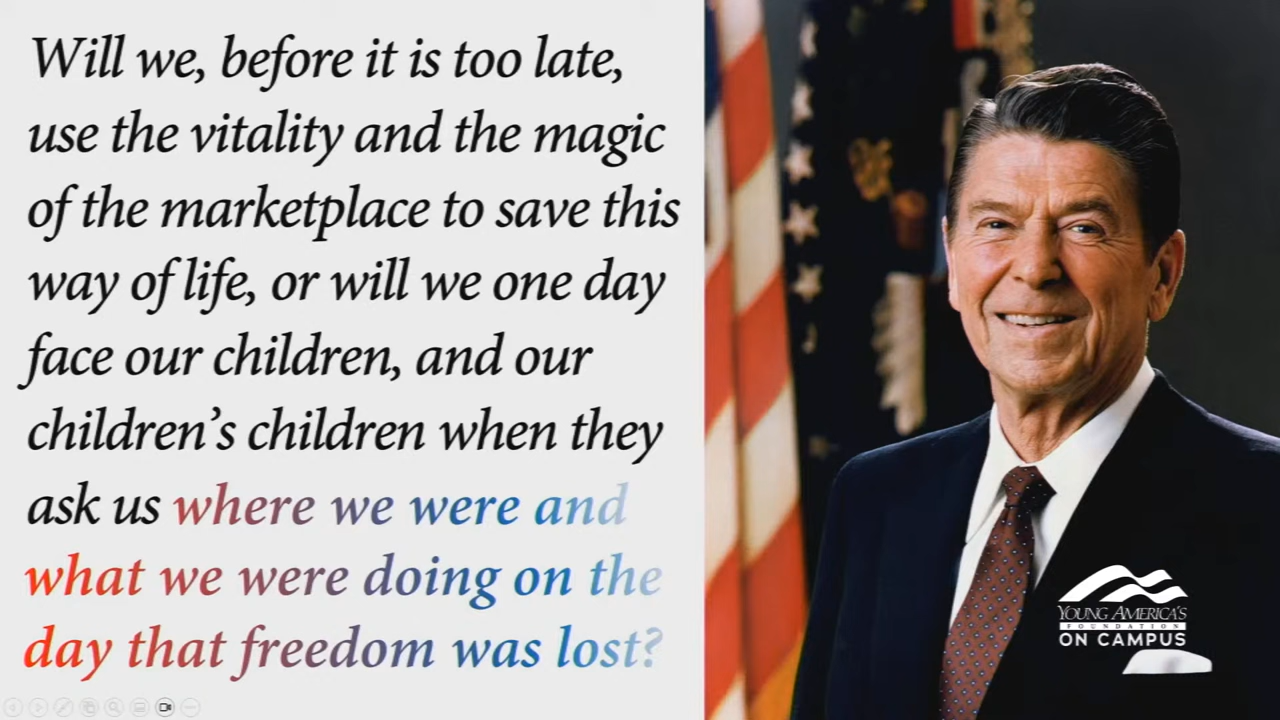 Will we, before it is too late,
use the vitality and the magic
of the marketplace to save this
way of life, or will we one day
face our children, and our
children’s children when they
ask us where we were and
what we were doing on the
day that freedom was lost?
YOUNG AMERICA'S
FOUNDATION
ON CAMPUS